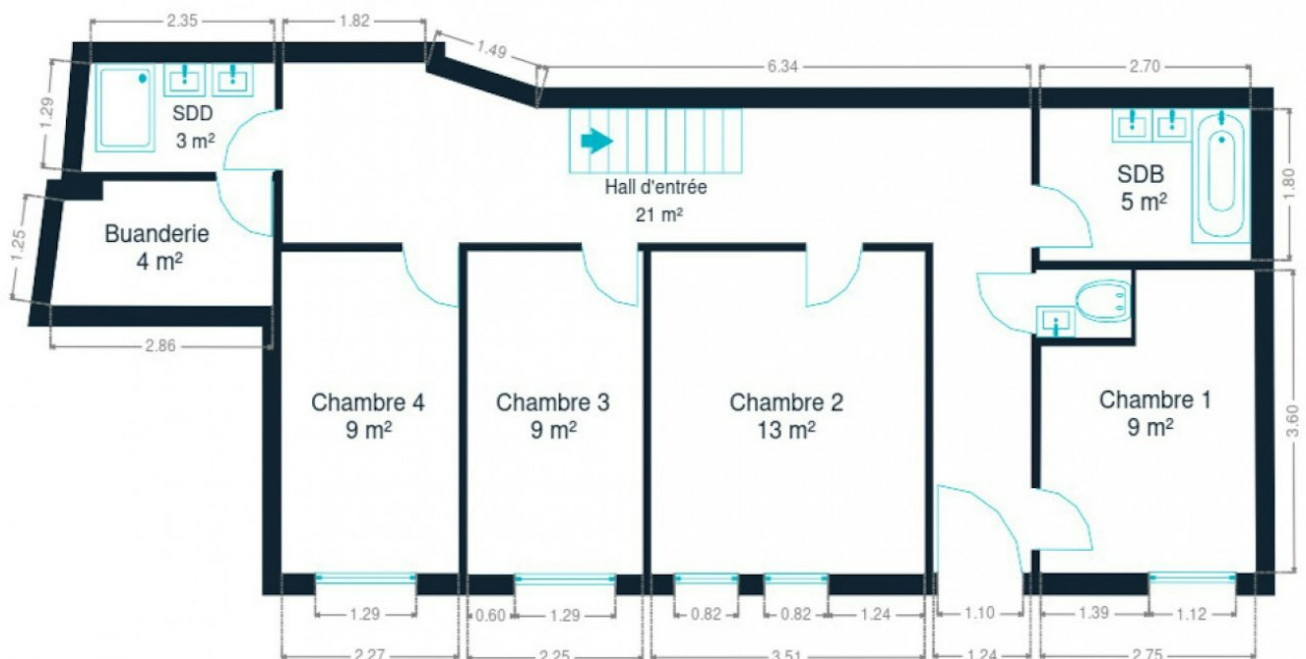 2.35
1.82
1.49
6.34
2.70
1.29
SDD
3 m²
Hall d'entrée
21 m²
SDB
5 m²
1.80
1.25
Buanderie
4 m²
2.86
Chambre 4
9 m²
Chambre 3
9 m²
Chambre 2
13 m²
Chambre 1
9 m²
3.60
1.29
0.60
1.29
0.82
0.82
1.24
1.10
1.39
1.12
2.27
2.25
3.51
1.24
2.75